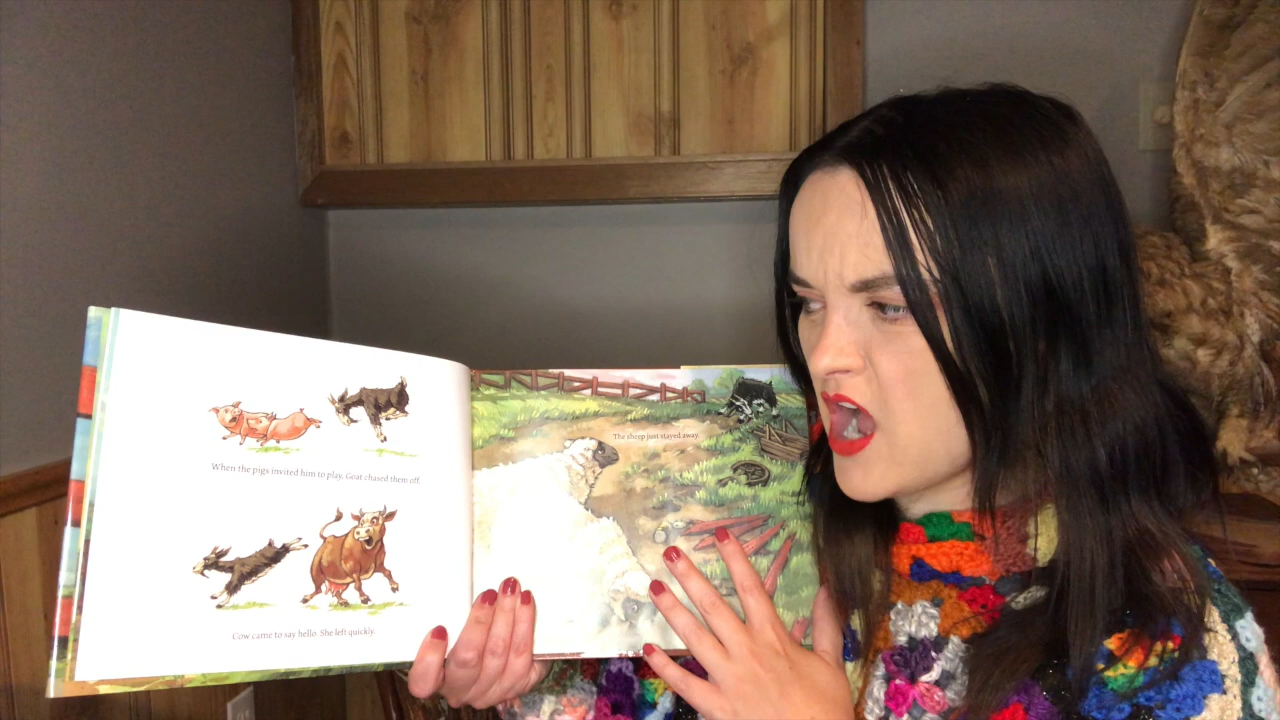 When the pigs invited him to play, Goat chased them off.
Cow came to say hello. She left quickly.
The sheep just stayed away.